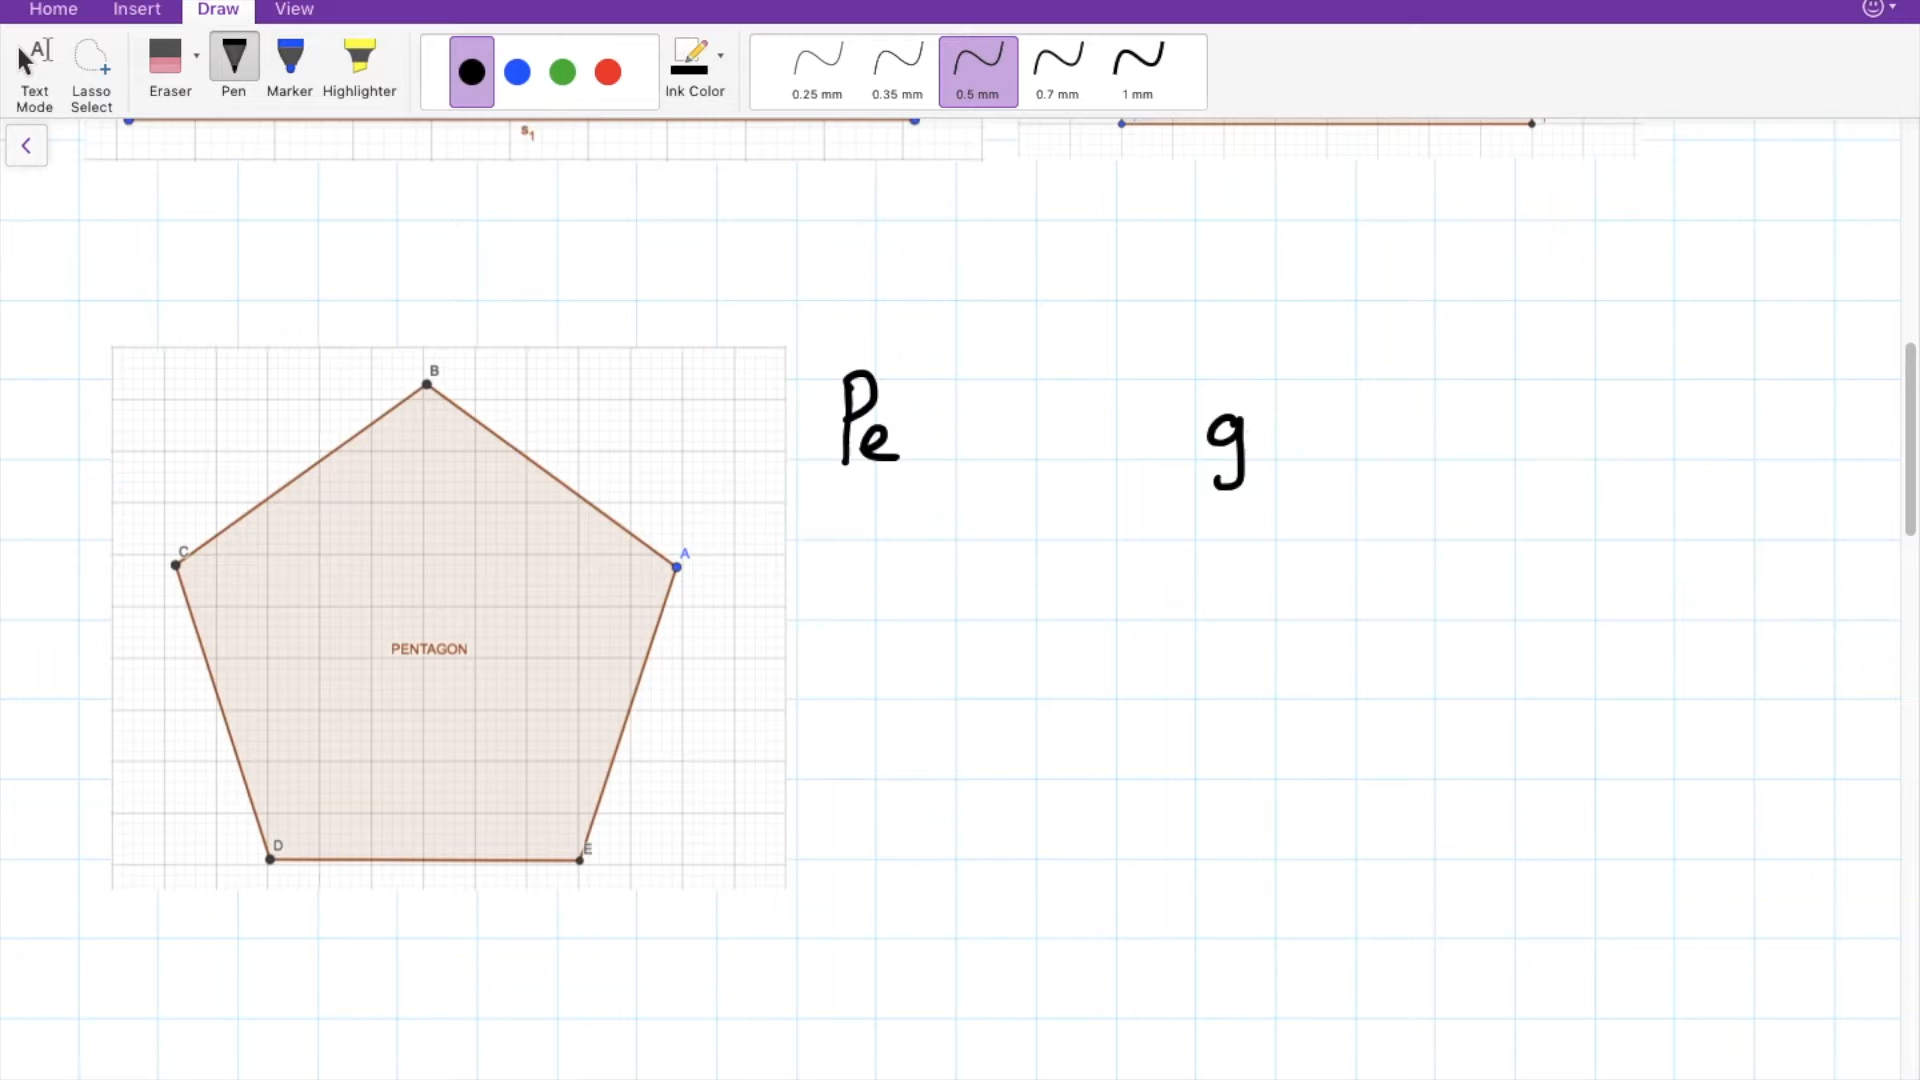 Home Insert Draw View
Text Mode
Lasso Select
Eraser
Pen
Marker
Highlighter
Ink Color
0.25 mm
0.35 mm
0.5 mm
0.7 mm
1 mm
s1
B
Pe g
C
A
PENTAGON
D
E